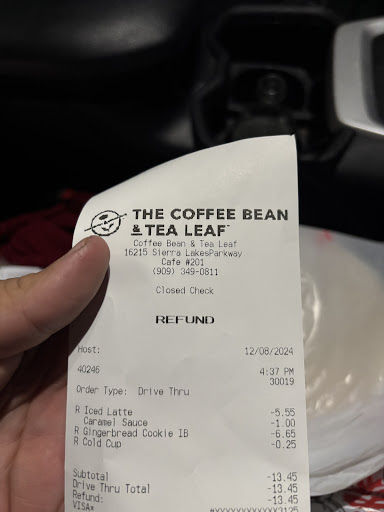 THE COFFEE BEAN
& TEA LEAF™
Coffee Bean & Tea Leaf
16215 Sierra LakesParkway
Cafe #201
(909) 349-0811
Closed Check
REFUND
Host: 12/08/2024
40246 4:37 PM
30019
Order Type: Drive Thru
R Iced Latte -5.55
Caramel Sauce -1.00
R Gingerbread Cookie IB -6.65
R Cold Cup -0.25
Subtotal -13.45
Drive Thru Total -13.45
Refund: -13.45
VISA* #XXXXXXXXXXXX3125